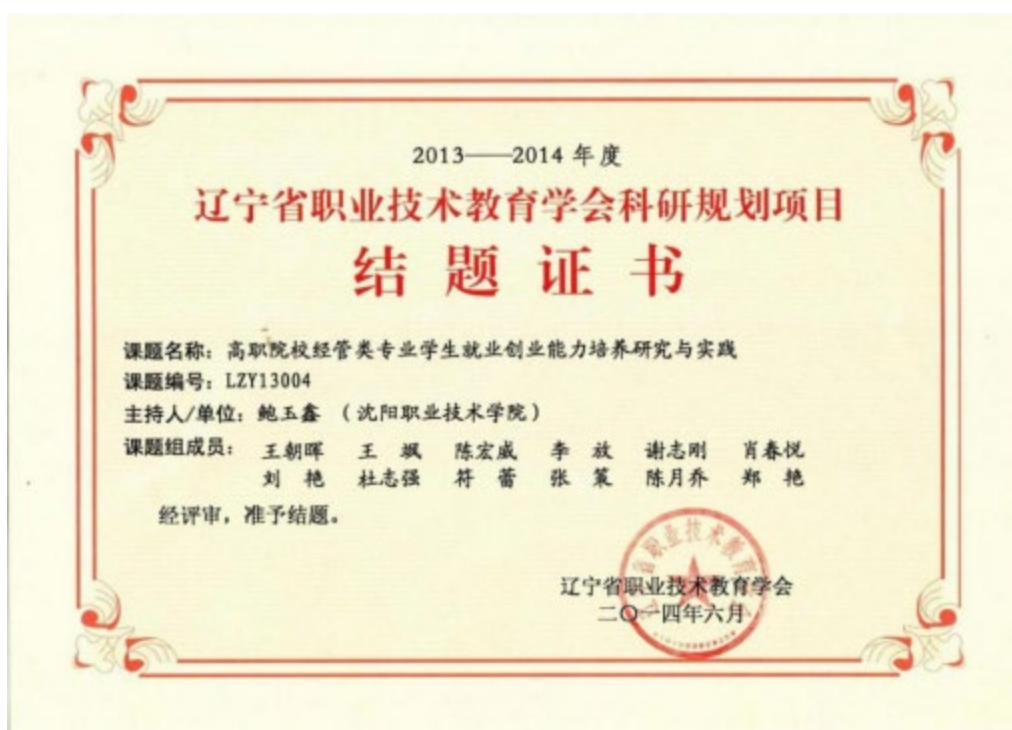 2013——2014 年度
辽宁省职业技术教育学会科研规划项目
结 题 证 书
课题名称：高职院校经管类专业学生就业创业能力培养研究与实践
课题编号：LZY13004
主持人/单位：鲍玉鑫 （沈阳职业技术学院）
课题组成员：王朝晖 王 飒 陈宏威 李 放 谢志刚 肖春悦
刘 艳 杜志强 符 蕾 张 策 陈月乔 郑 艳
经评审，准予结题。
辽宁省职业技术教育学会
二〇一四年六月